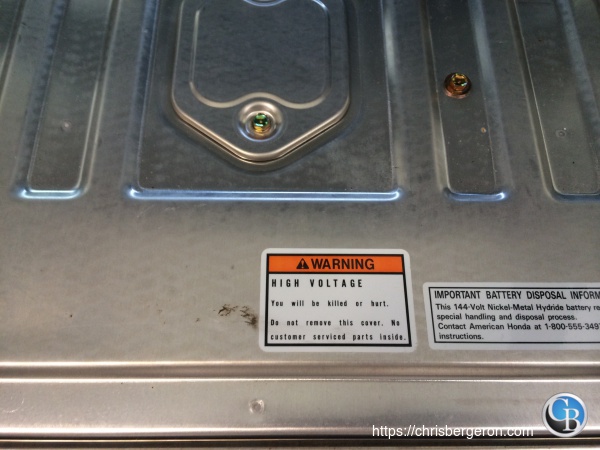 WARNING
HIGH VOLTAGE
You will be killed or hurt.
Do not remove this cover. No
customer serviced parts inside.
IMPORTANT BATTERY DISPOSAL INFORM
This 144-Volt Nickel-Metal Hydride battery re
special handling and disposal process.
Contact American Honda at 1-800-555-349
instructions.
CB
https://chrisbergeron.com